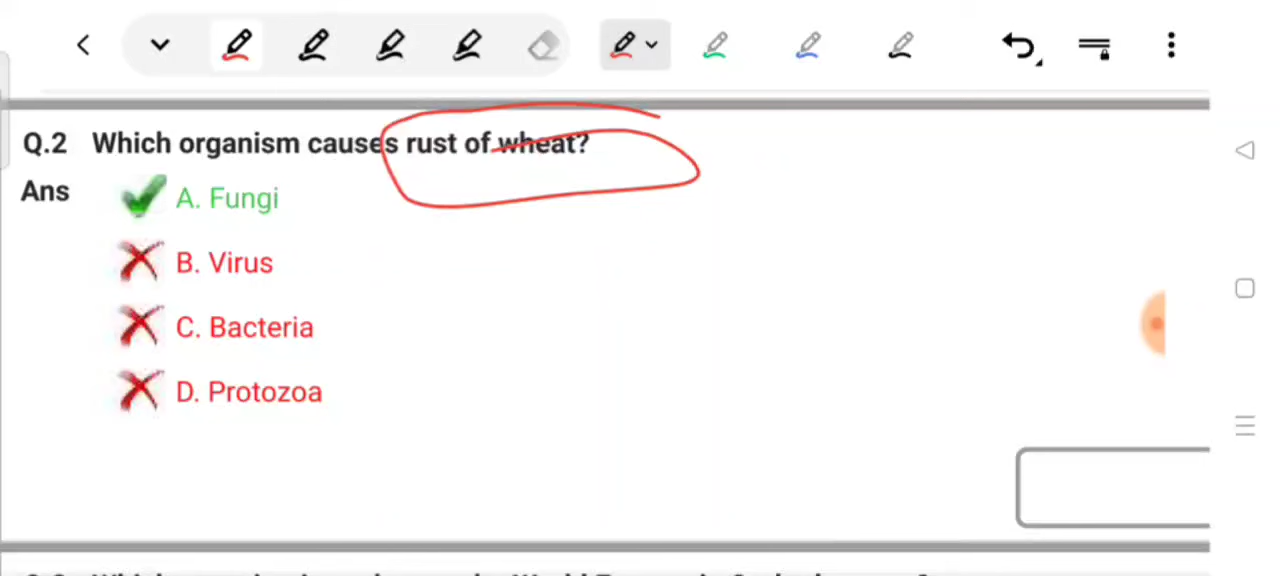 Q.2 Which organism causes rust of wheat?
Ans A. Fungi
B. Virus
C. Bacteria
D. Protozoa